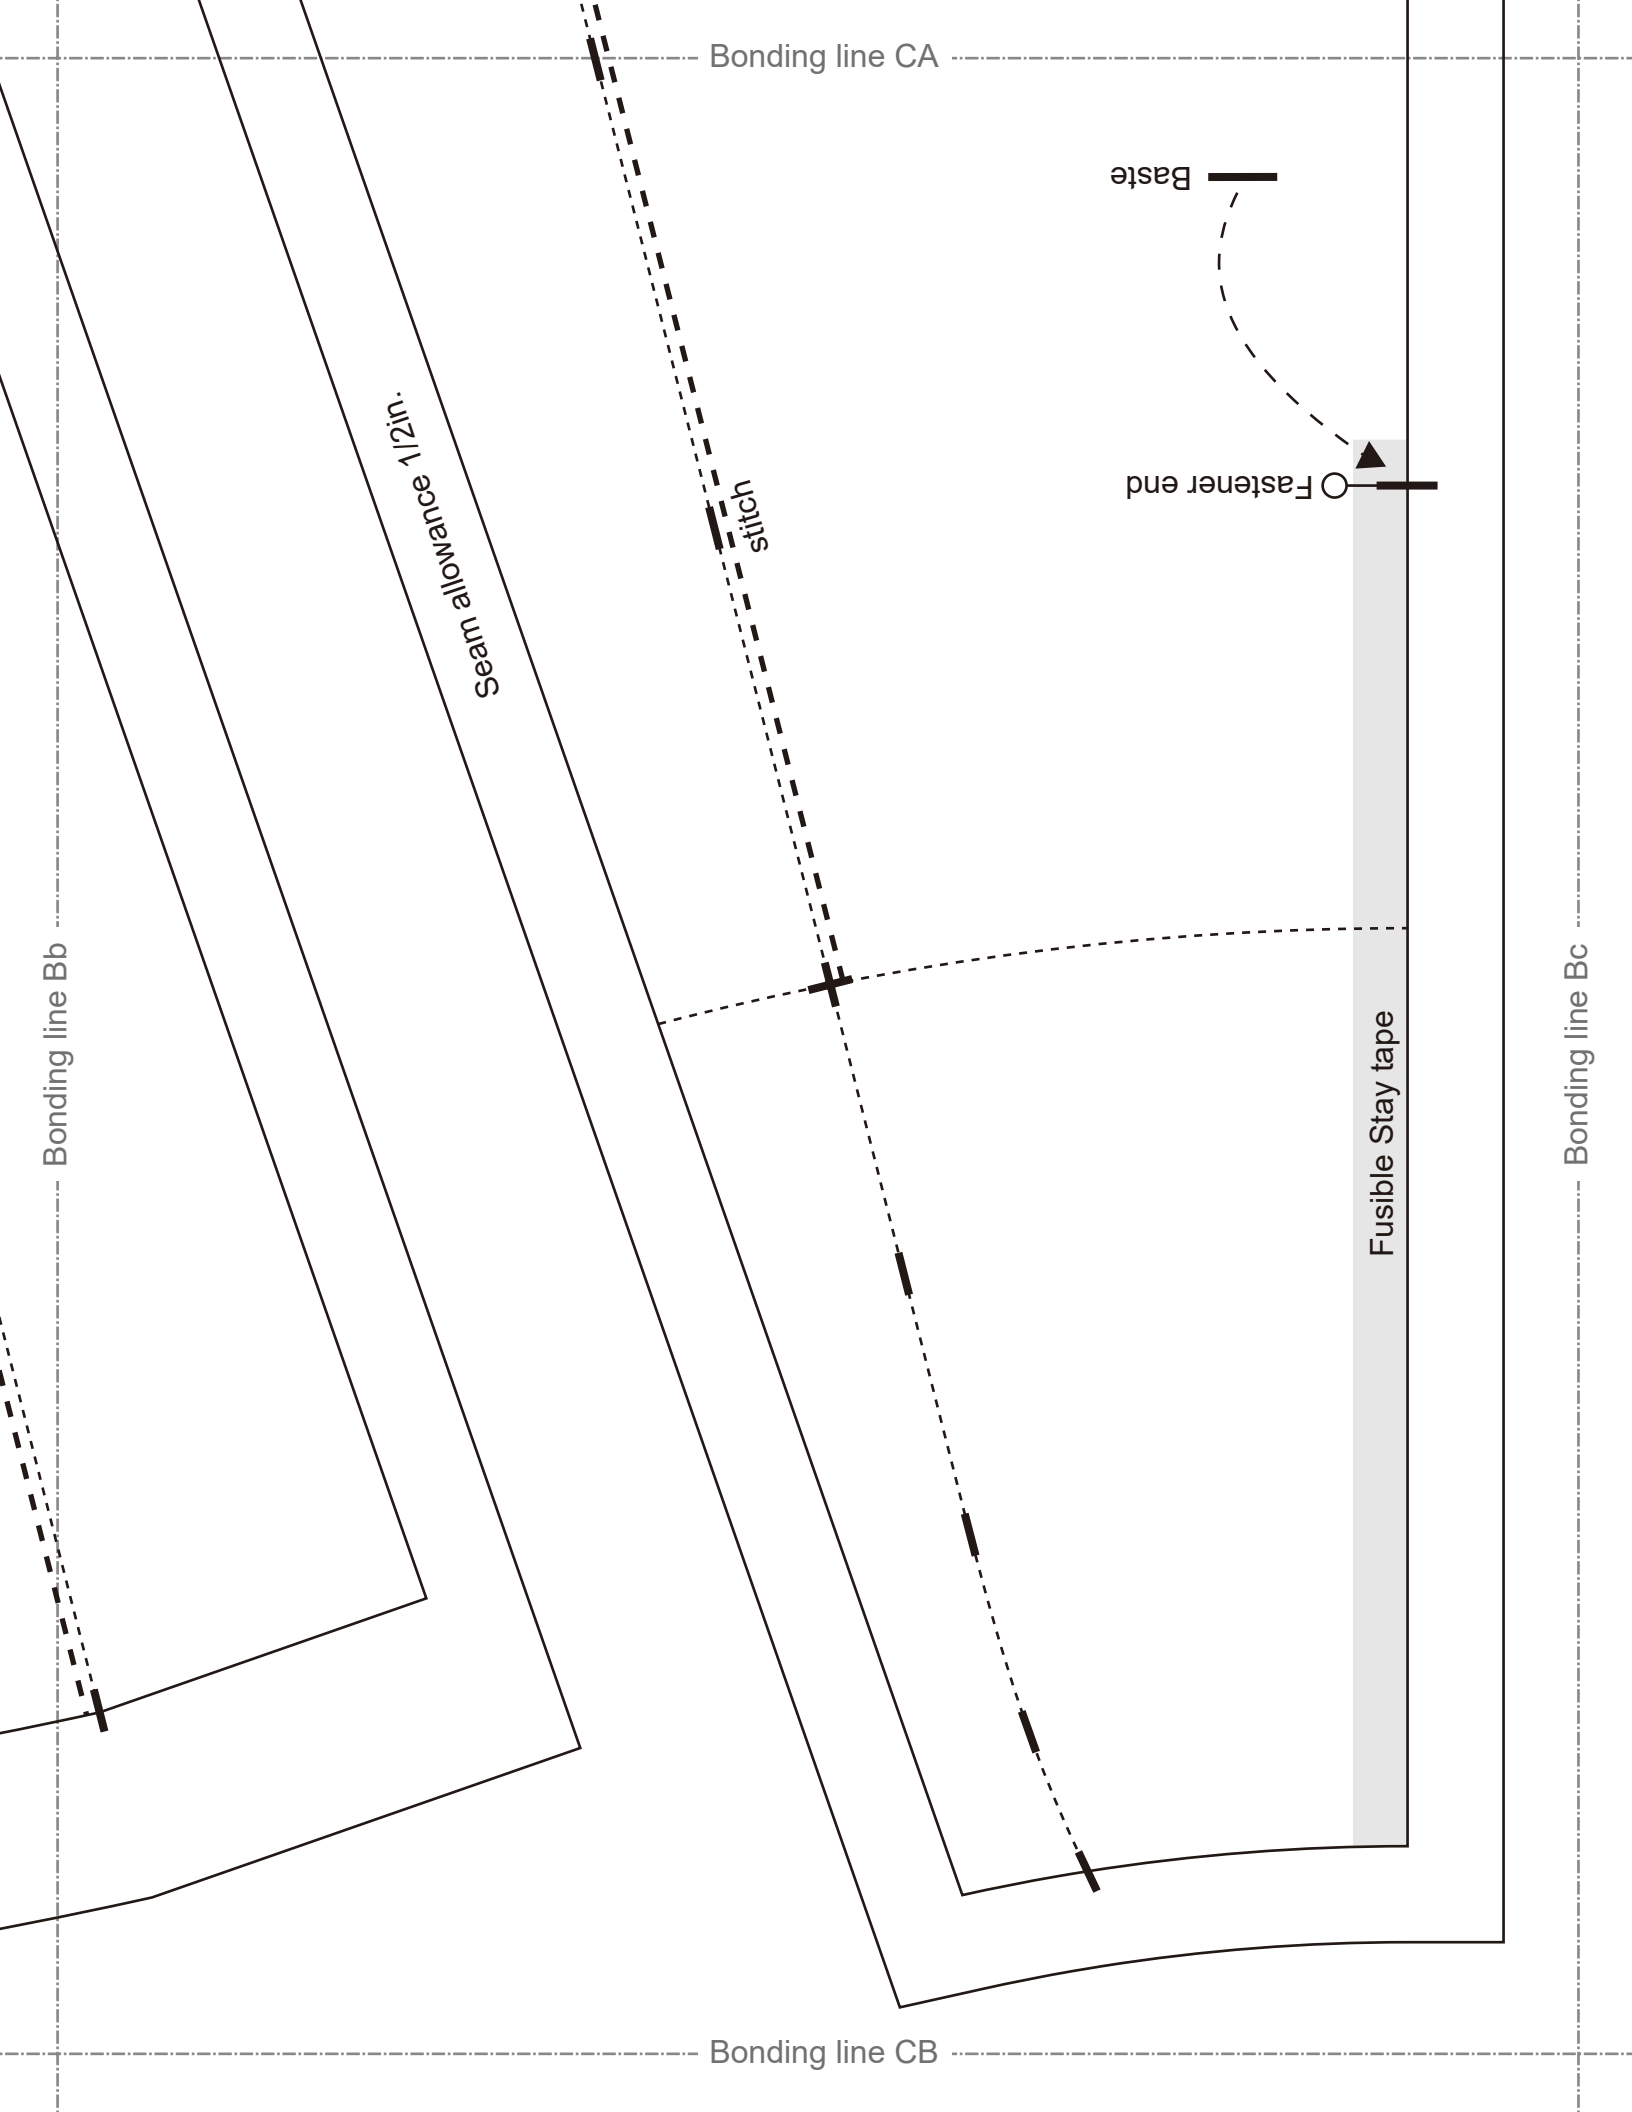 Bonding line CA
Baste
Seam allowance 1/2in.
stitch
Fastener end
Bonding line Bb
Bonding line Bc
Fusible Stay tape
Bonding line CB